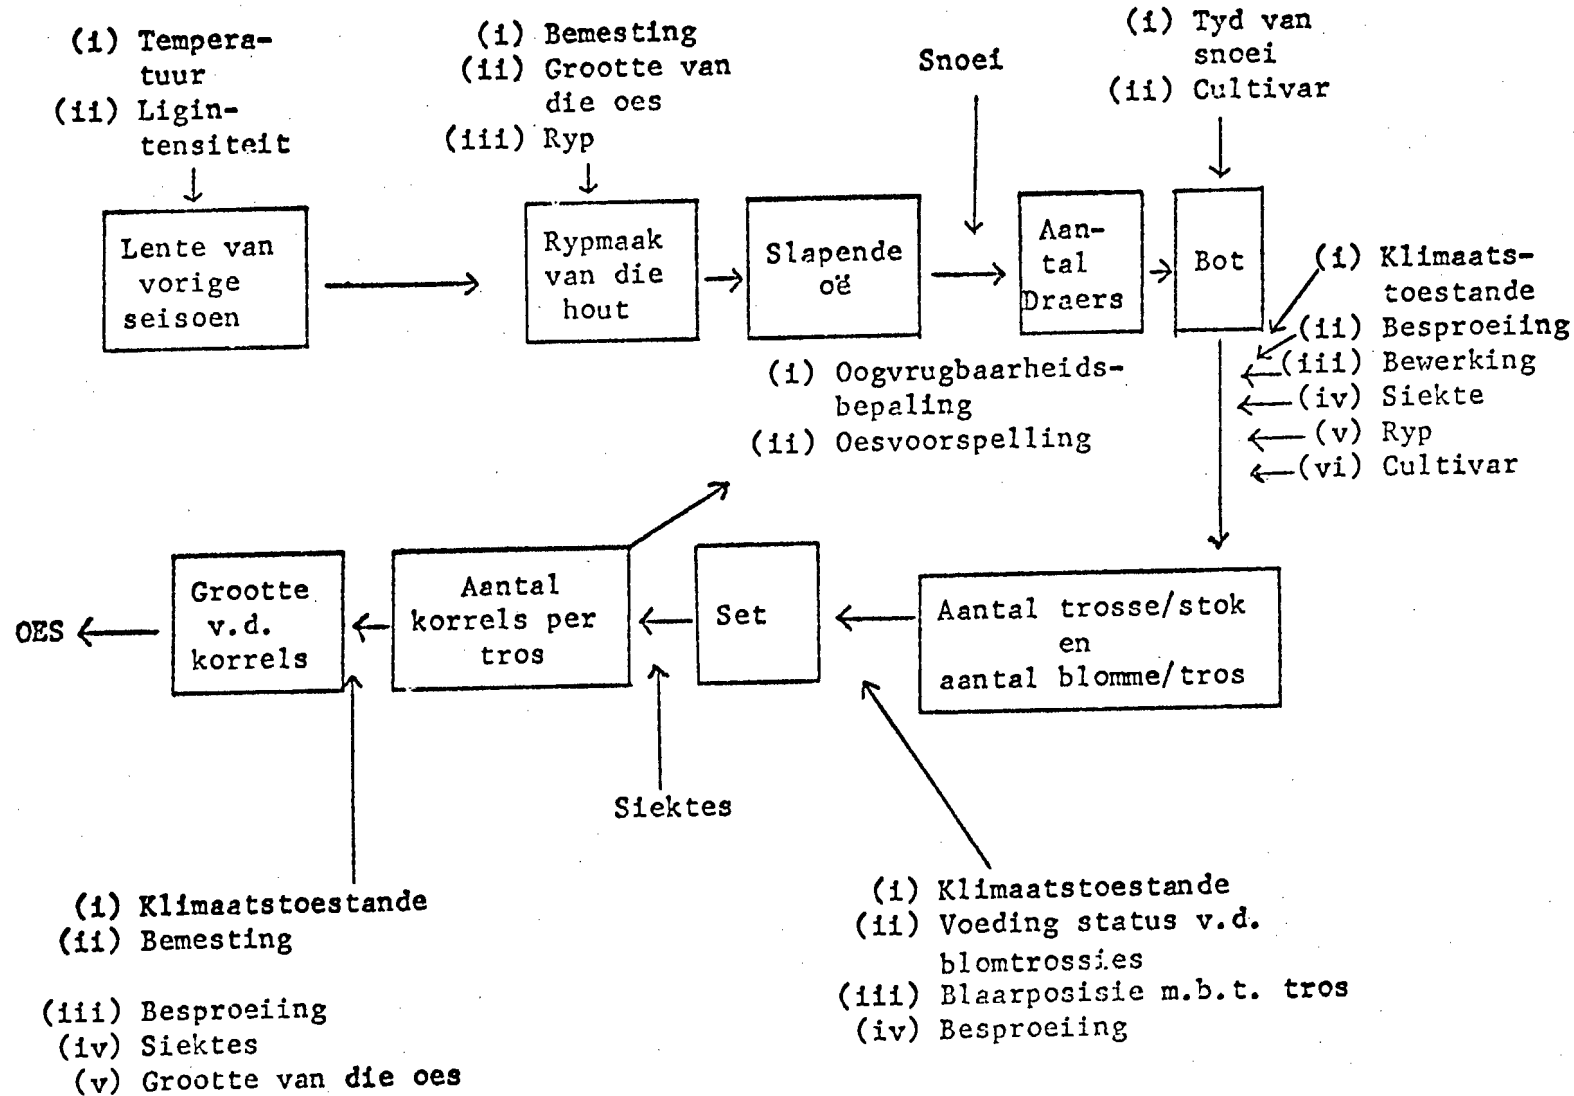 (i) Tempera-
tuur
(ii) Ligin-
tensiteit
(i) Bemesting
(ii) Grootte van
die oes
(iii) Ryp
Snoei
(i) Tyd van
snoei
(ii) Cultivar
Lente van
vorige
seisoen
Rypmaak
van die
hout
Slapende
oë
Aan-
tal
Draers
Bot
(i) Klimaats-
toestande
(ii) Besproeiing
(iii) Bewerking
(iv) Siekte
(v) Ryp
(vi) Cultivar
(i) Oogvrugbaarheids-
bepaling
(ii) Oesvoorspelling
OES
Grootte
v.d.
korrels
Aantal
korrels per
tros
Set
Aantal trosse/stok
en
aantal blomme/tros
Siektes
(i) Klimaatstoestande
(ii) Bemesting
(iii) Besproeiing
(iv) Siektes
(v) Grootte van die oes
(i) Klimaatstoestande
(ii) Voeding status v.d.
blomtrossies
(iii) Blaarposisie m.b.t. tros
(iv) Besproeiing